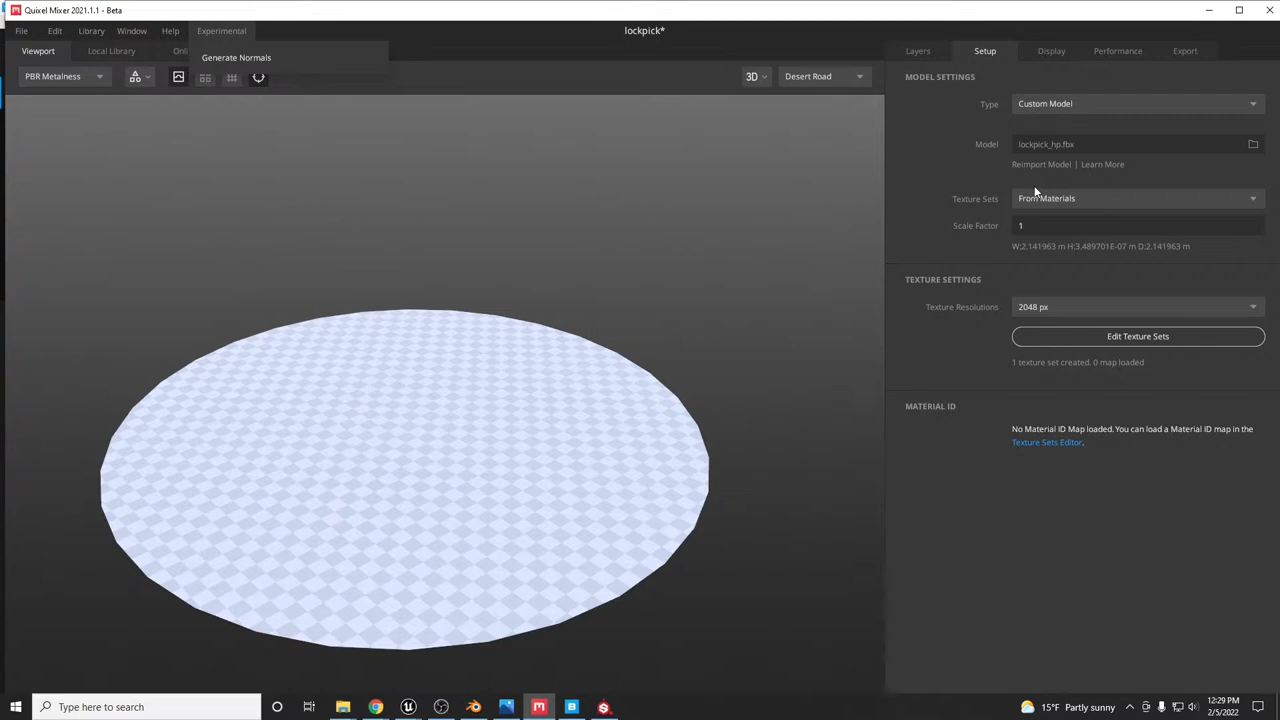 Quixel Mixer 2021.1.1 - Beta
File Edit Library Window Help Experimental lockpick*
Viewport Local Library Onli Layers Setup Display Performance Export
Generate Normals
PBR Metalness 3D Desert Road
MODEL SETTINGS
Type Custom Model
Model lockpick_hp.fbx
Reimport Model | Learn More
Texture Sets From Materials
Scale Factor 1
W:2.141963 m H:3.489701E-07 m D:2.141963 m
TEXTURE SETTINGS
Texture Resolutions 2048 px
Edit Texture Sets
1 texture set created. 0 map loaded
MATERIAL ID
No Material ID Map loaded. You can load a Material ID map in the
Texture Sets Editor.
Type here to search 15°F Partly sunny 12:29 PM
2/5/2022